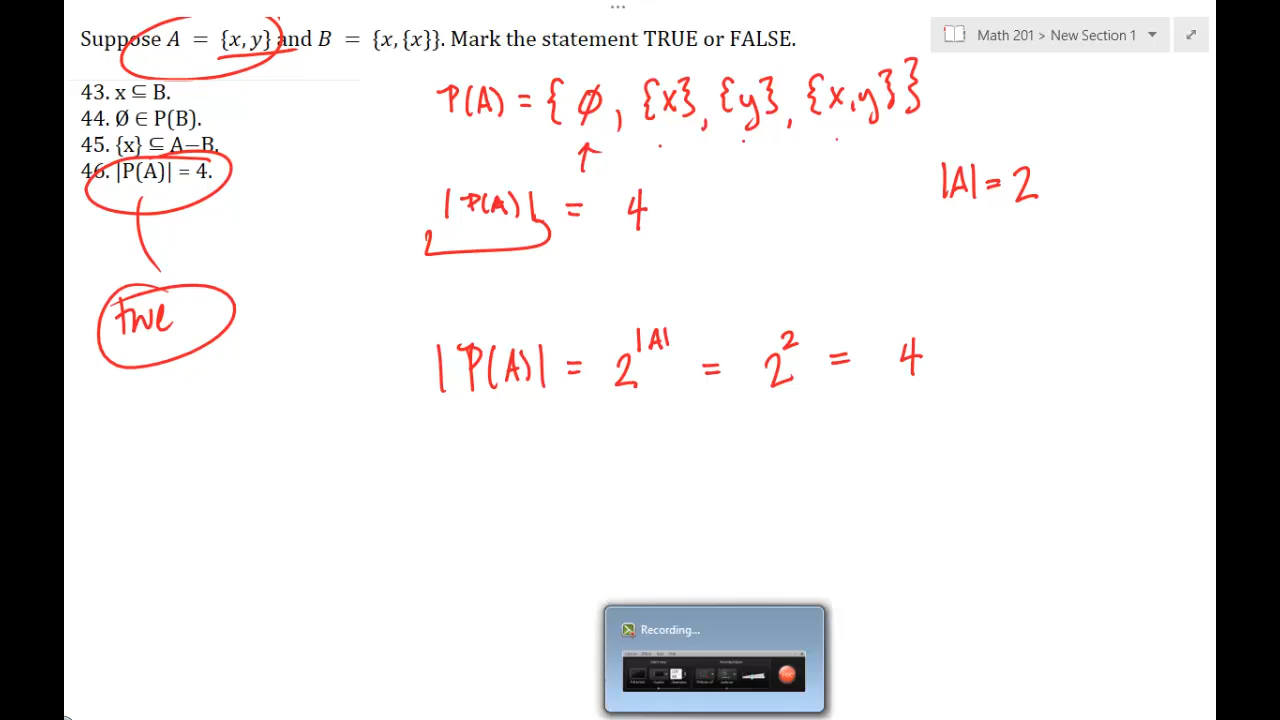 Suppose A = {x, y} and B = {x, {x}}. Mark the statement TRUE or FALSE.
Math 201 > New Section 1
43. x ⊆ B.
44. Ø ∈ P(B).
45. {x} ⊆ A−B.
46. |P(A)| = 4.
P(A) = { ∅, {x}, {y}, {x,y} }
|A| = 2
|P(A)| = 4
true
|P(A)| = 2^|A| = 2^2 = 4
Recording...